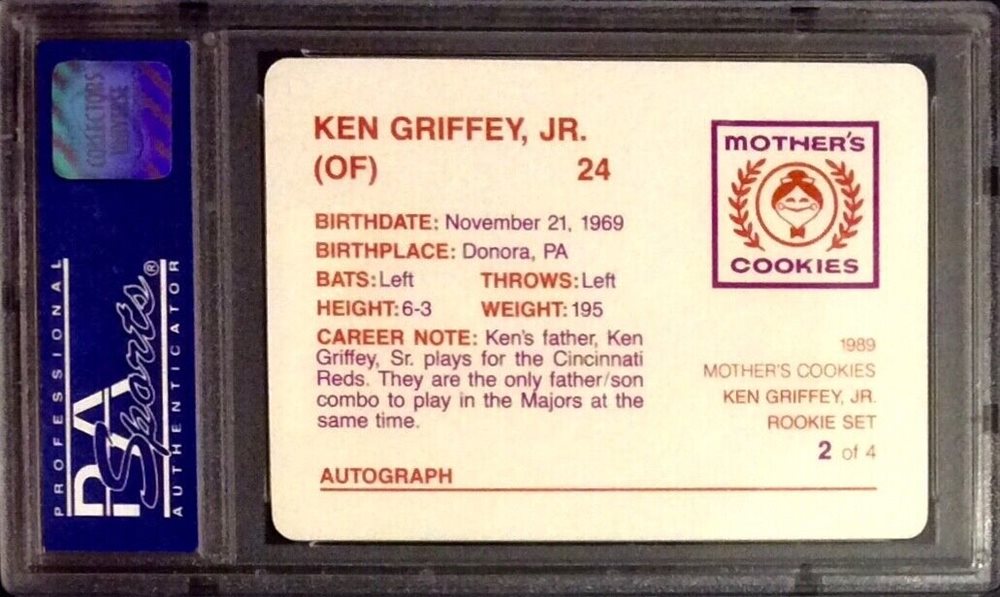 COLLECTORS
UNIVERSE
PROFESSIONAL
PSA
Sports®
AUTHENTICATOR
KEN GRIFFEY, JR.
(OF) 24
BIRTHDATE: November 21, 1969
BIRTHPLACE: Donora, PA
BATS: Left THROWS: Left
HEIGHT: 6-3 WEIGHT: 195
CAREER NOTE: Ken's father, Ken
Griffey, Sr. plays for the Cincinnati
Reds. They are the only father/son
combo to play in the Majors at the
same time.
AUTOGRAPH
MOTHER'S
COOKIES
1989
MOTHER'S COOKIES
KEN GRIFFEY, JR.
ROOKIE SET
2 of 4